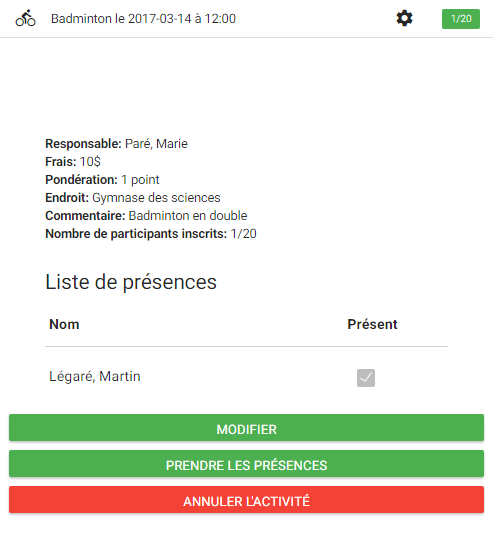 Badminton le 2017-03-14 à 12:00 1/20
Responsable: Paré, Marie
Frais: 10$
Pondération: 1 point
Endroit: Gymnase des sciences
Commentaire: Badminton en double
Nombre de participants inscrits: 1/20
Liste de présences
Nom Présent
Légaré, Martin
MODIFIER
PRENDRE LES PRÉSENCES
ANNULER L'ACTIVITÉ